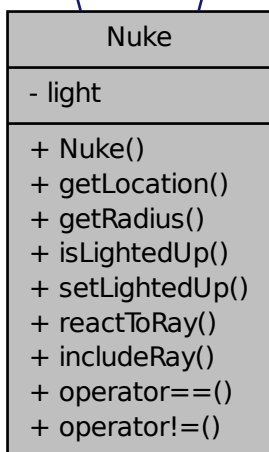 Nuke
- light
+ Nuke()
+ getLocation()
+ getRadius()
+ isLightedUp()
+ setLightedUp()
+ reactToRay()
+ includeRay()
+ operator==()
+ operator!=()